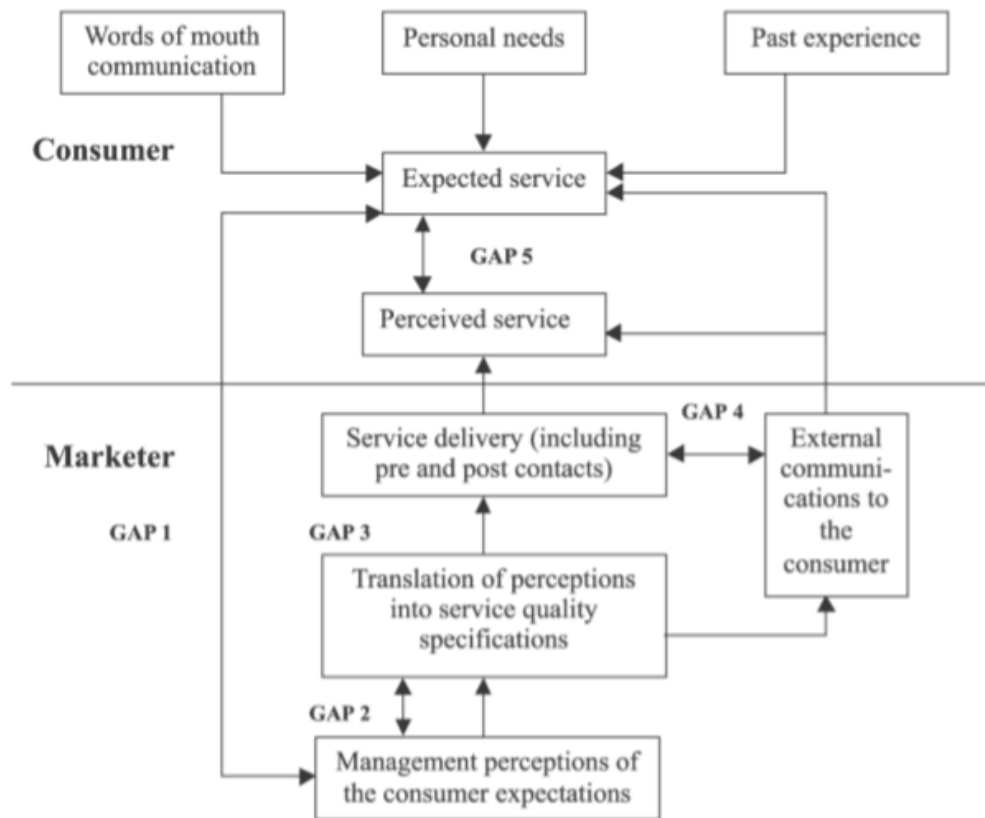 Words of mouth
communication
Personal needs
Past experience
Consumer
Expected service
GAP 5
Perceived service
GAP 4
Marketer
Service delivery (including
pre and post contacts)
External
communi-
cations to
the
consumer
GAP 1
GAP 3
Translation of perceptions
into service quality
specifications
GAP 2
Management perceptions of
the consumer expectations